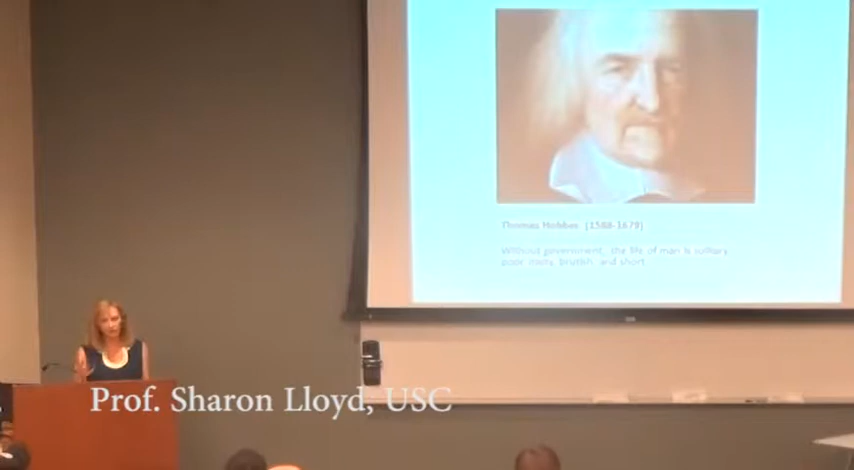 Thomas Hobbes (1588-1679)
Without government, the life of man is solitary
poor, nasty, brutish, and short
Prof. Sharon Lloyd, USC